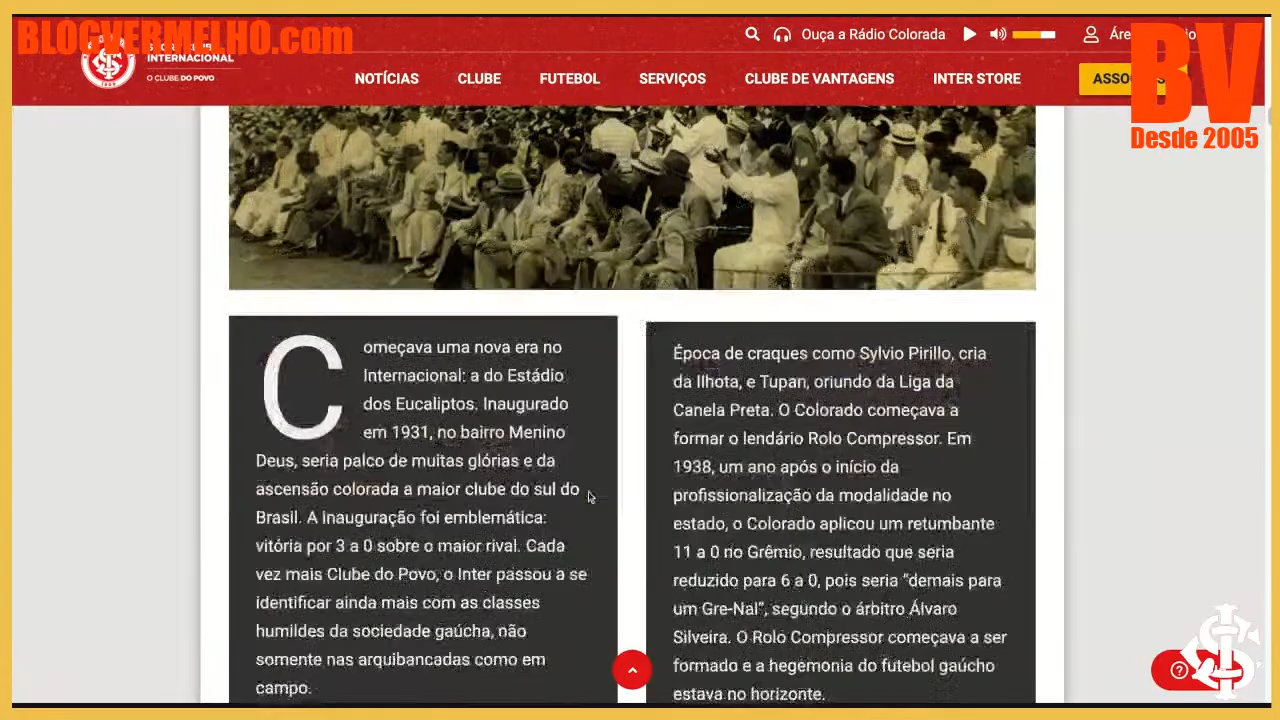 BLOGVERMELHO.com
INTERNACIONAL
O CLUBE DO POVO
Ouça a Rádio Colorada
NOTÍCIAS
CLUBE
FUTEBOL
SERVIÇOS
CLUBE DE VANTAGENS
INTER STORE
BV
Desde 2005
Começava uma nova era no
Internacional: a do Estádio
dos Eucaliptos. Inaugurado
em 1931, no bairro Menino
Deus, seria palco de muitas glórias e da
ascensão colorada a maior clube do sul do
Brasil. A inauguração foi emblemática:
vitória por 3 a 0 sobre o maior rival. Cada
vez mais Clube do Povo, o Inter passou a se
identificar ainda mais com as classes
humildes da sociedade gaúcha, não
somente nas arquibancadas como em
campo.
Época de craques como Sylvio Pirillo, cria
da Ilhota, e Tupan, oriundo da Liga da
Canela Preta. O Colorado começava a
formar o lendário Rolo Compressor. Em
1938, um ano após o início da
profissionalização da modalidade no
estado, o Colorado aplicou um retumbante
11 a 0 no Grêmio, resultado que seria
reduzido para 6 a 0, pois seria “demais para
um Gre-Nal”, segundo o árbitro Álvaro
Silveira. O Rolo Compressor começava a ser
formado e a hegemonia do futebol gaúcho
estava no horizonte.